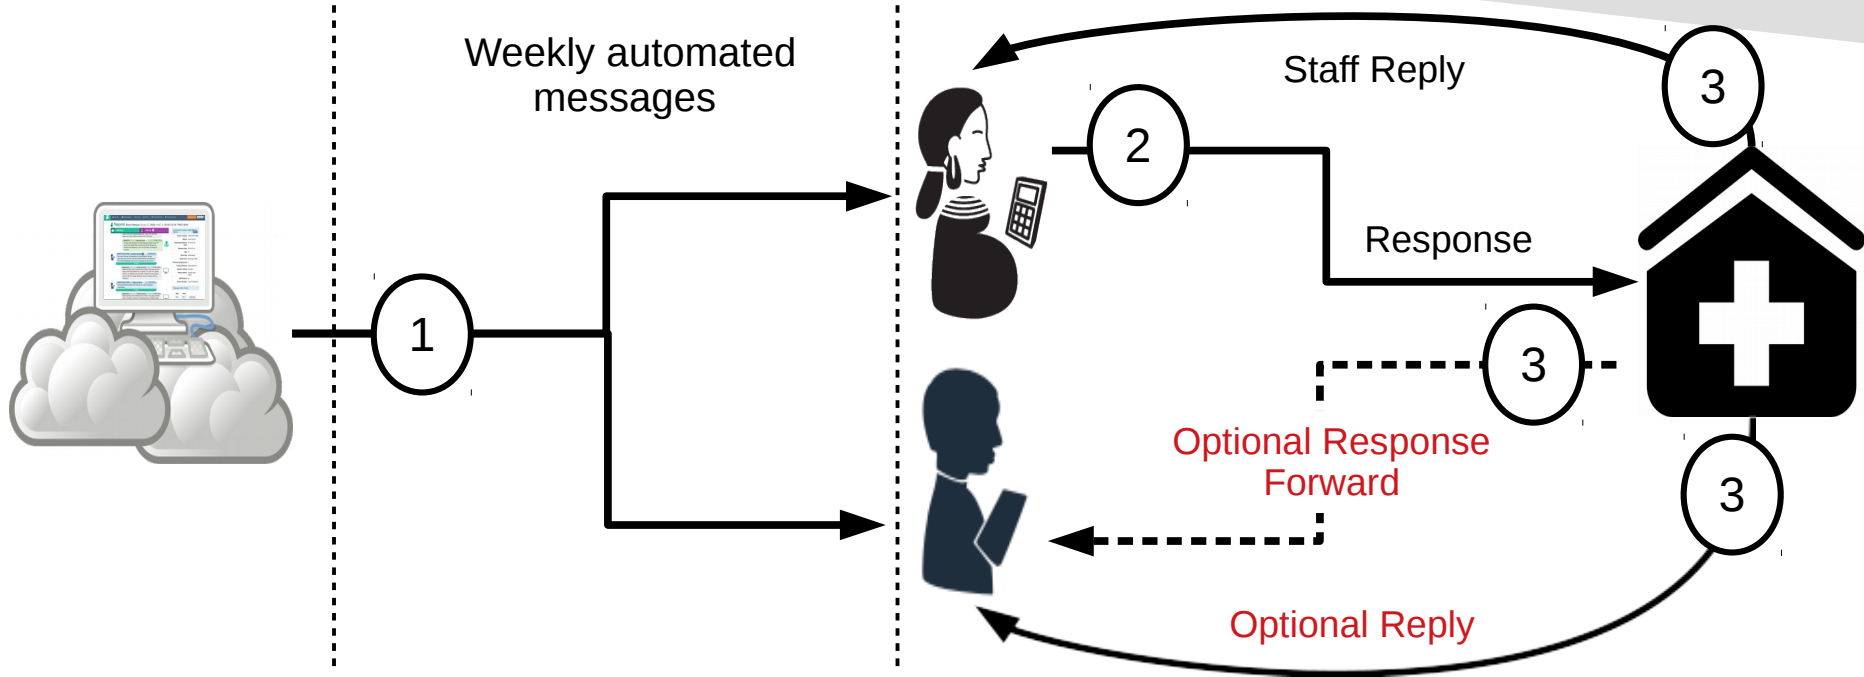 Weekly automated
messages
Staff Reply
3
2
Response
1
3
Optional Response
Forward
3
Optional Reply